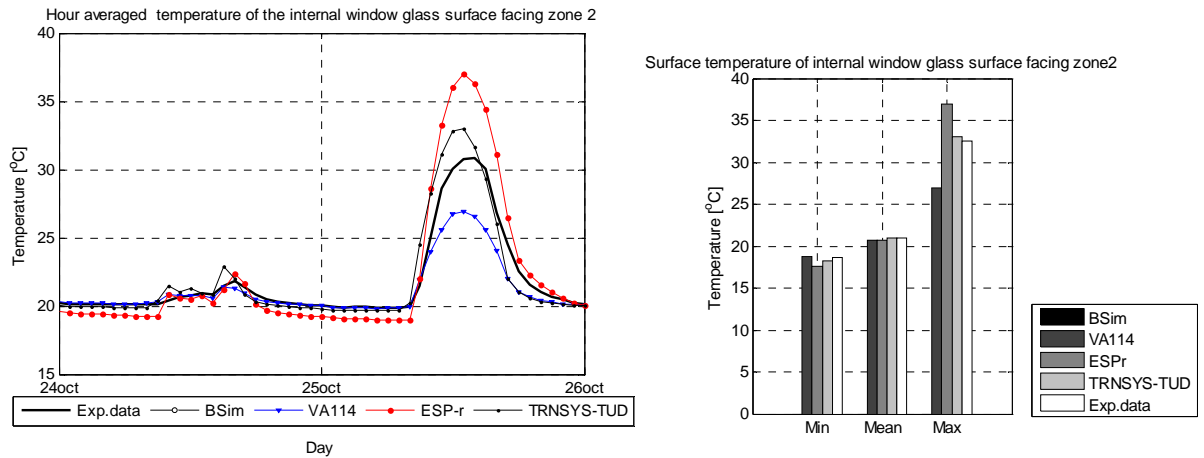 Hour averaged  temperature of the internal window glass surface facing zone 2
Temperature [°C]
40
35
30
25
20
15
24oct
25oct
26oct
Exp.data
BSim
VA114
ESP-r
TRNSYS-TUD
Day
Surface temperature of internal window glass surface facing zone2
Temperature [°C]
40
35
30
25
20
15
10
5
0
Min
Mean
Max
BSim
VA114
ESPr
TRNSYS-TUD
Exp.data